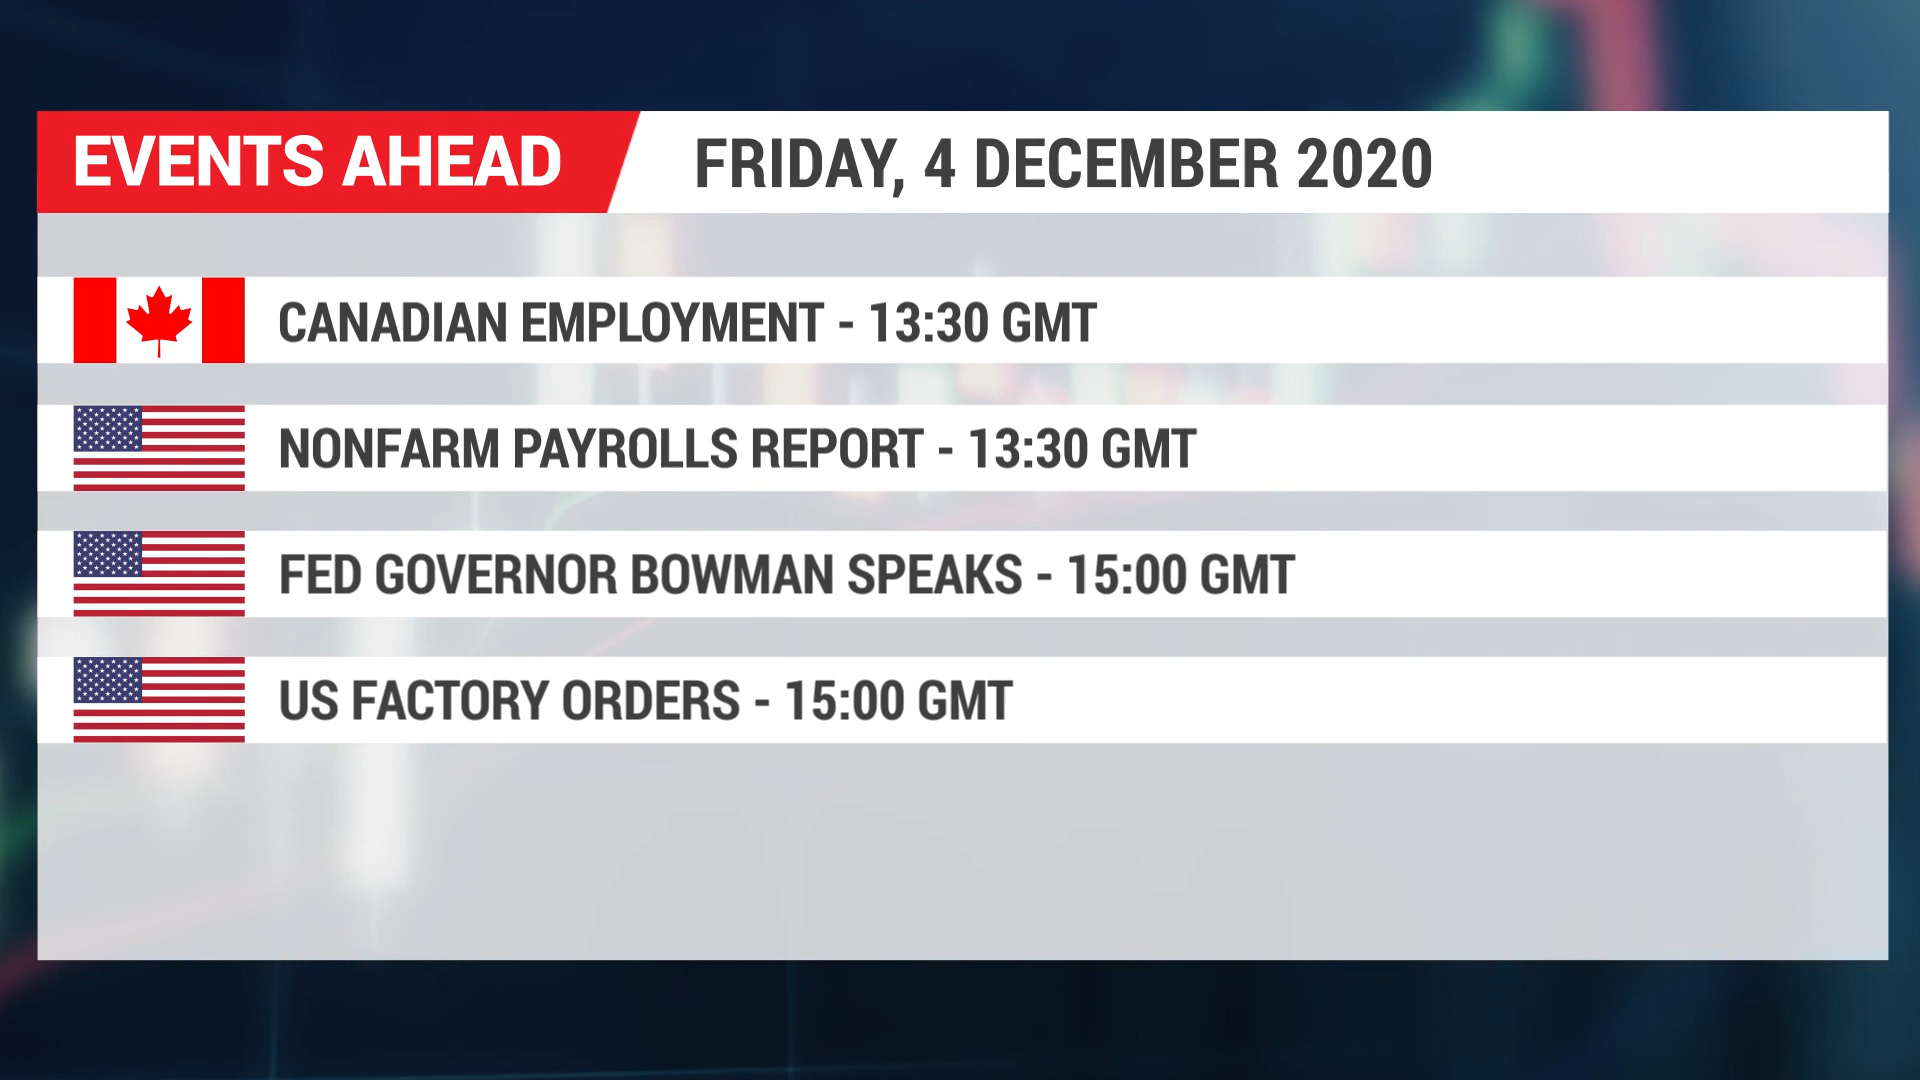 EVENTS AHEAD
FRIDAY, 4 DECEMBER 2020
CANADIAN EMPLOYMENT - 13:30 GMT
NONFARM PAYROLLS REPORT - 13:30 GMT
FED GOVERNOR BOWMAN SPEAKS - 15:00 GMT
US FACTORY ORDERS - 15:00 GMT